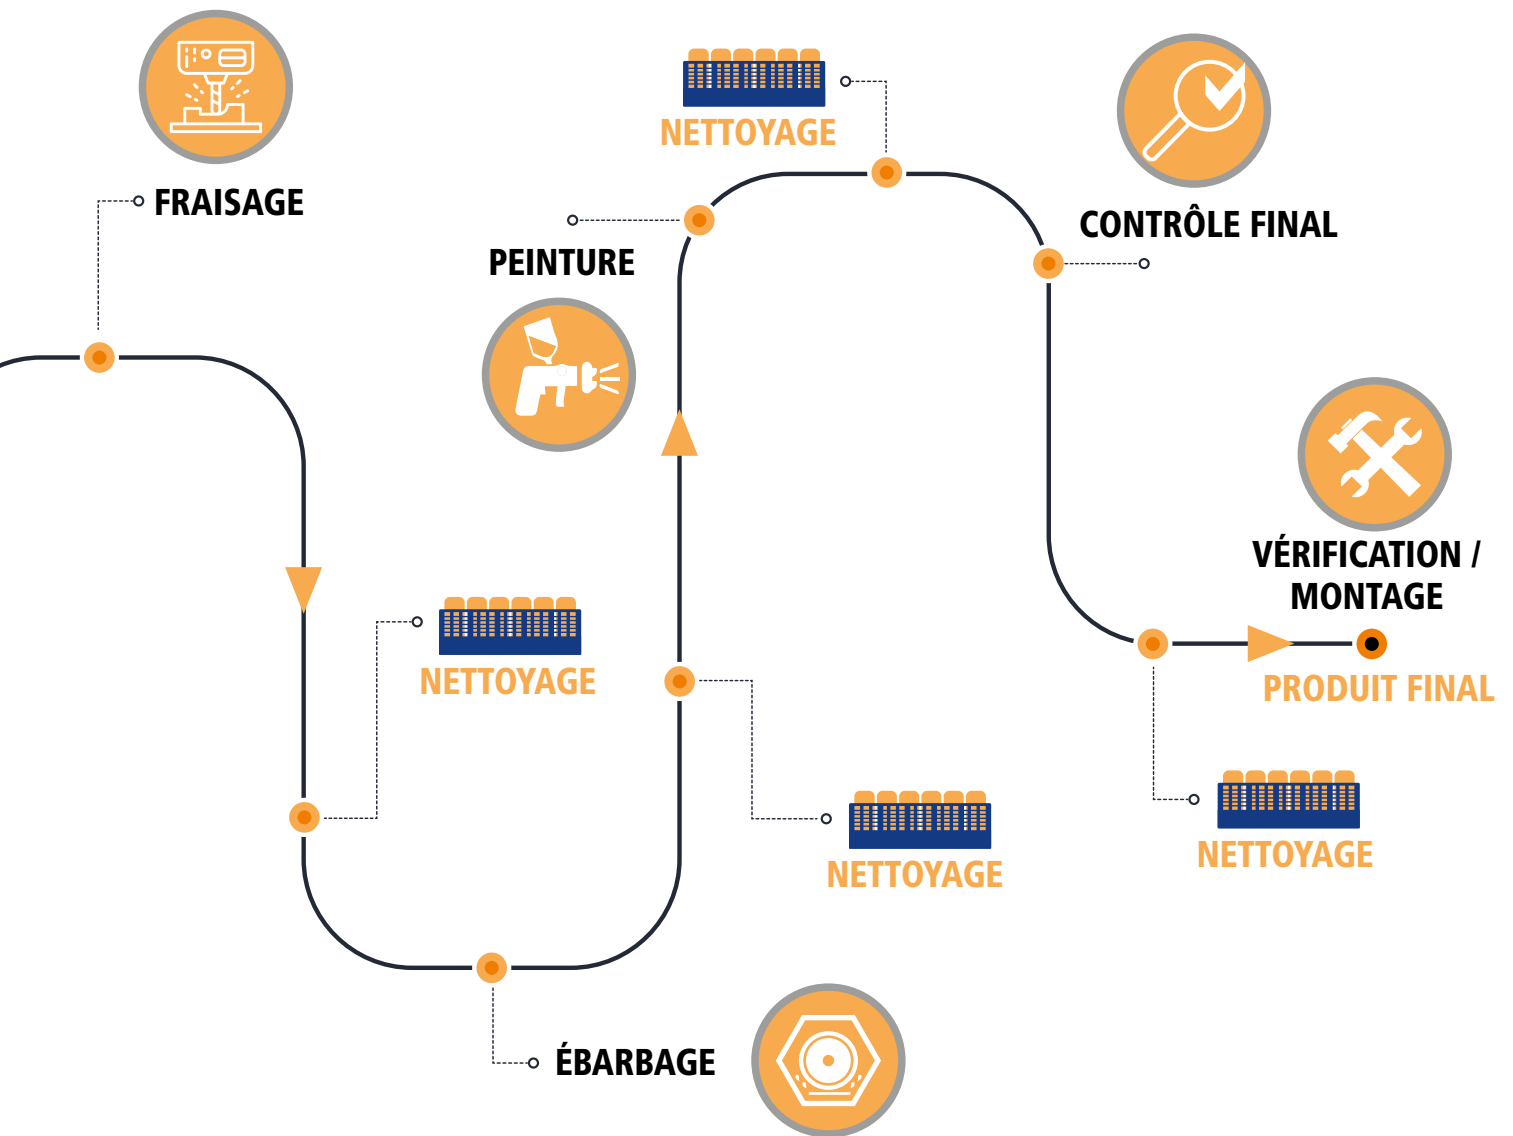 FRAISAGE
NETTOYAGE
ÉBARBAGE
NETTOYAGE
PEINTURE
NETTOYAGE
CONTRÔLE FINAL
NETTOYAGE
VÉRIFICATION /
MONTAGE
PRODUIT FINAL